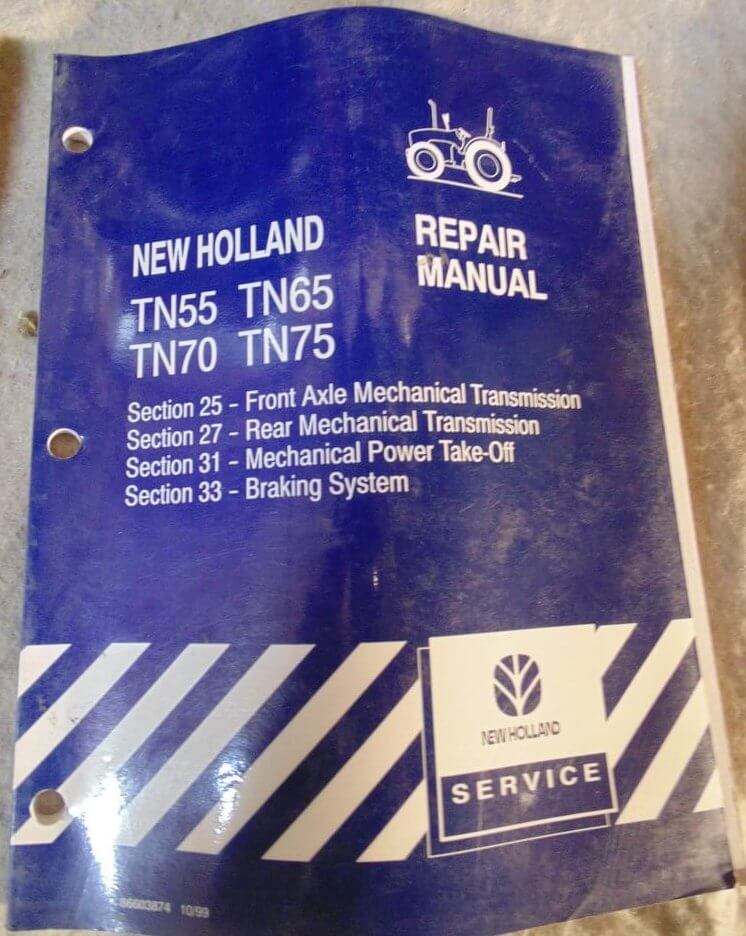 REPAIR
MANUAL
NEW HOLLAND
TN55 TN65
TN70 TN75
Section 25 - Front Axle Mechanical Transmission
Section 27 - Rear Mechanical Transmission
Section 31 - Mechanical Power Take-Off
Section 33 - Braking System
NEW HOLLAND
SERVICE
86603874 10/99